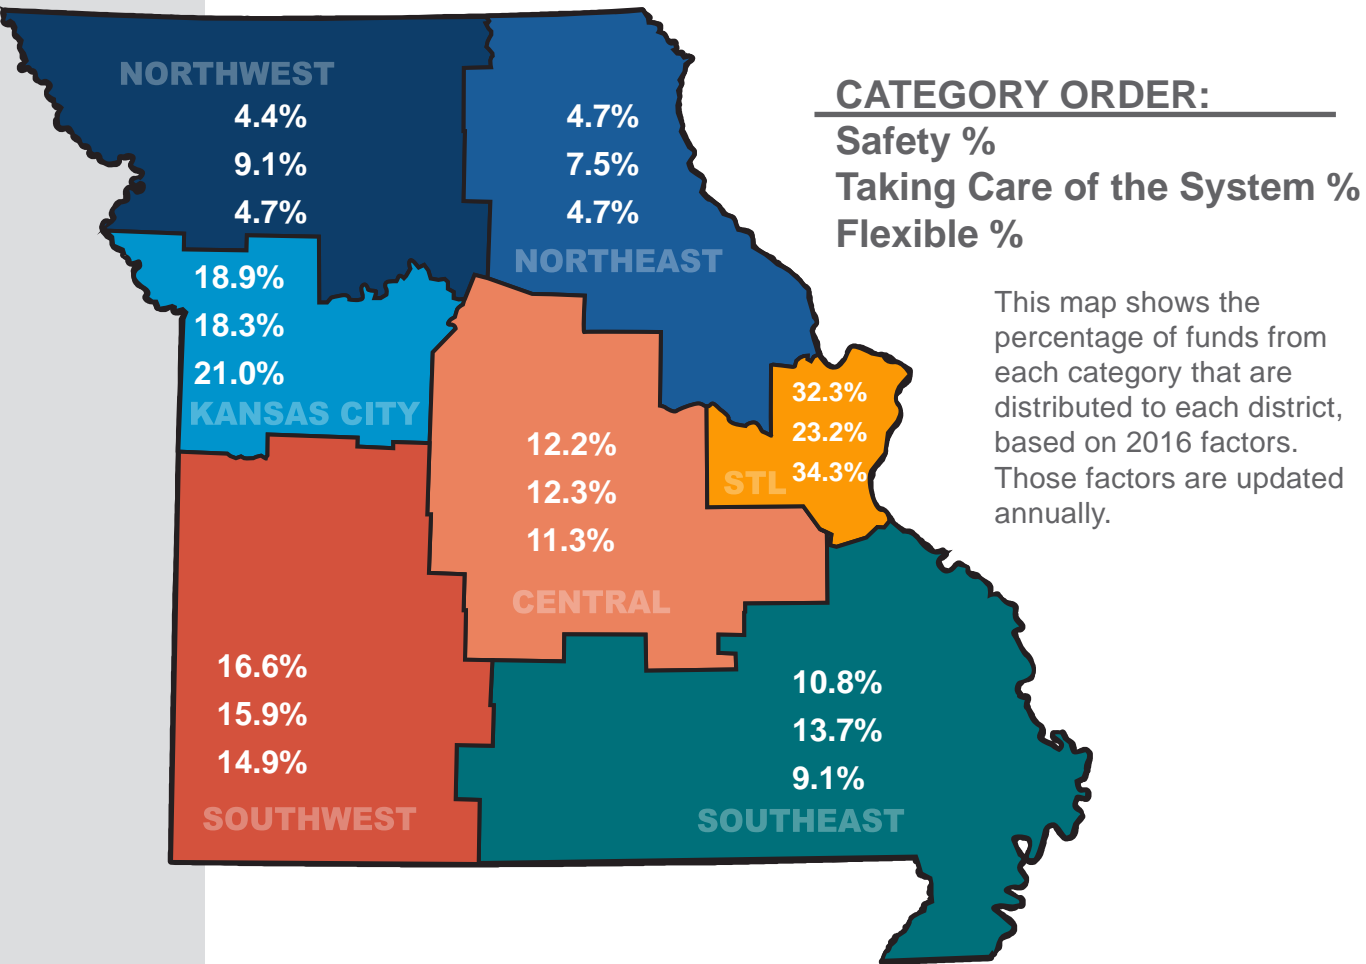 NORTHWEST
4.4%
9.1%
4.7%
4.7%
7.5%
4.7%
NORTHEAST
CATEGORY ORDER:
Safety %
Taking Care of the System %
Flexible %
This map shows the
percentage of funds from
each category that are
distributed to each district,
based on 2016 factors.
Those factors are updated
annually.
18.9%
18.3%
21.0%
KANSAS CITY
12.2%
12.3%
11.3%
CENTRAL
32.3%
23.2%
34.3%
STL
16.6%
15.9%
14.9%
SOUTHWEST
10.8%
13.7%
9.1%
SOUTHEAST